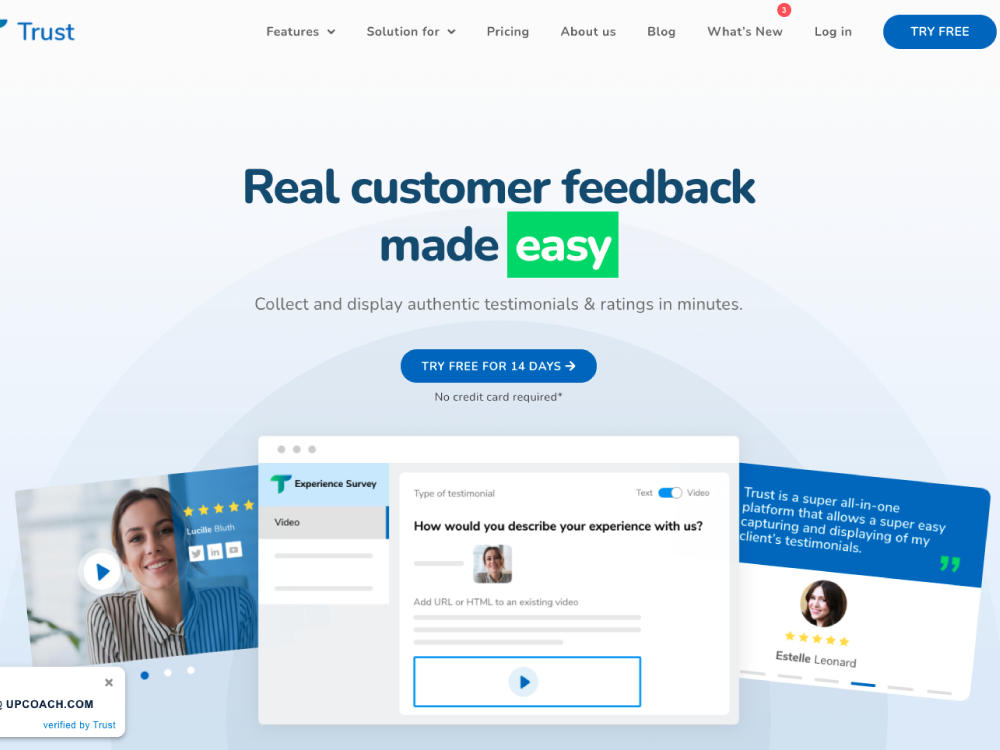 Trust
Features
Solution for
Pricing
About us
Blog
What's New
3
Log in
TRY FREE
Real customer feedback
made easy
Collect and display authentic testimonials & ratings in minutes.
TRY FREE FOR 14 DAYS →
No credit card required*
Lucille Bluth
Experience Survey
Video
Type of testimonial
Text
Video
How would you describe your experience with us?
Add URL or HTML to an existing video
Trust is a super all-in-one
platform that allows a super easy
capturing and displaying of my
client's testimonials.
Estelle Leonard
UPCOACH.COM
verified by Trust